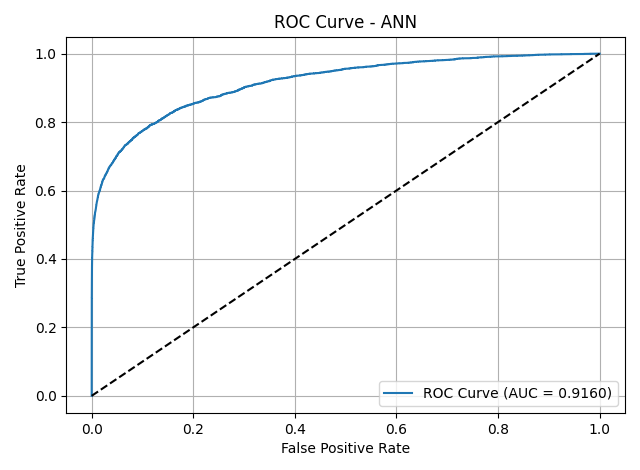 ROC Curve - ANN
True Positive Rate
1.0
0.8
0.6
0.4
0.2
0.0
ROC Curve (AUC = 0.9160)
0.0 0.2 0.4 0.6 0.8 1.0
False Positive Rate